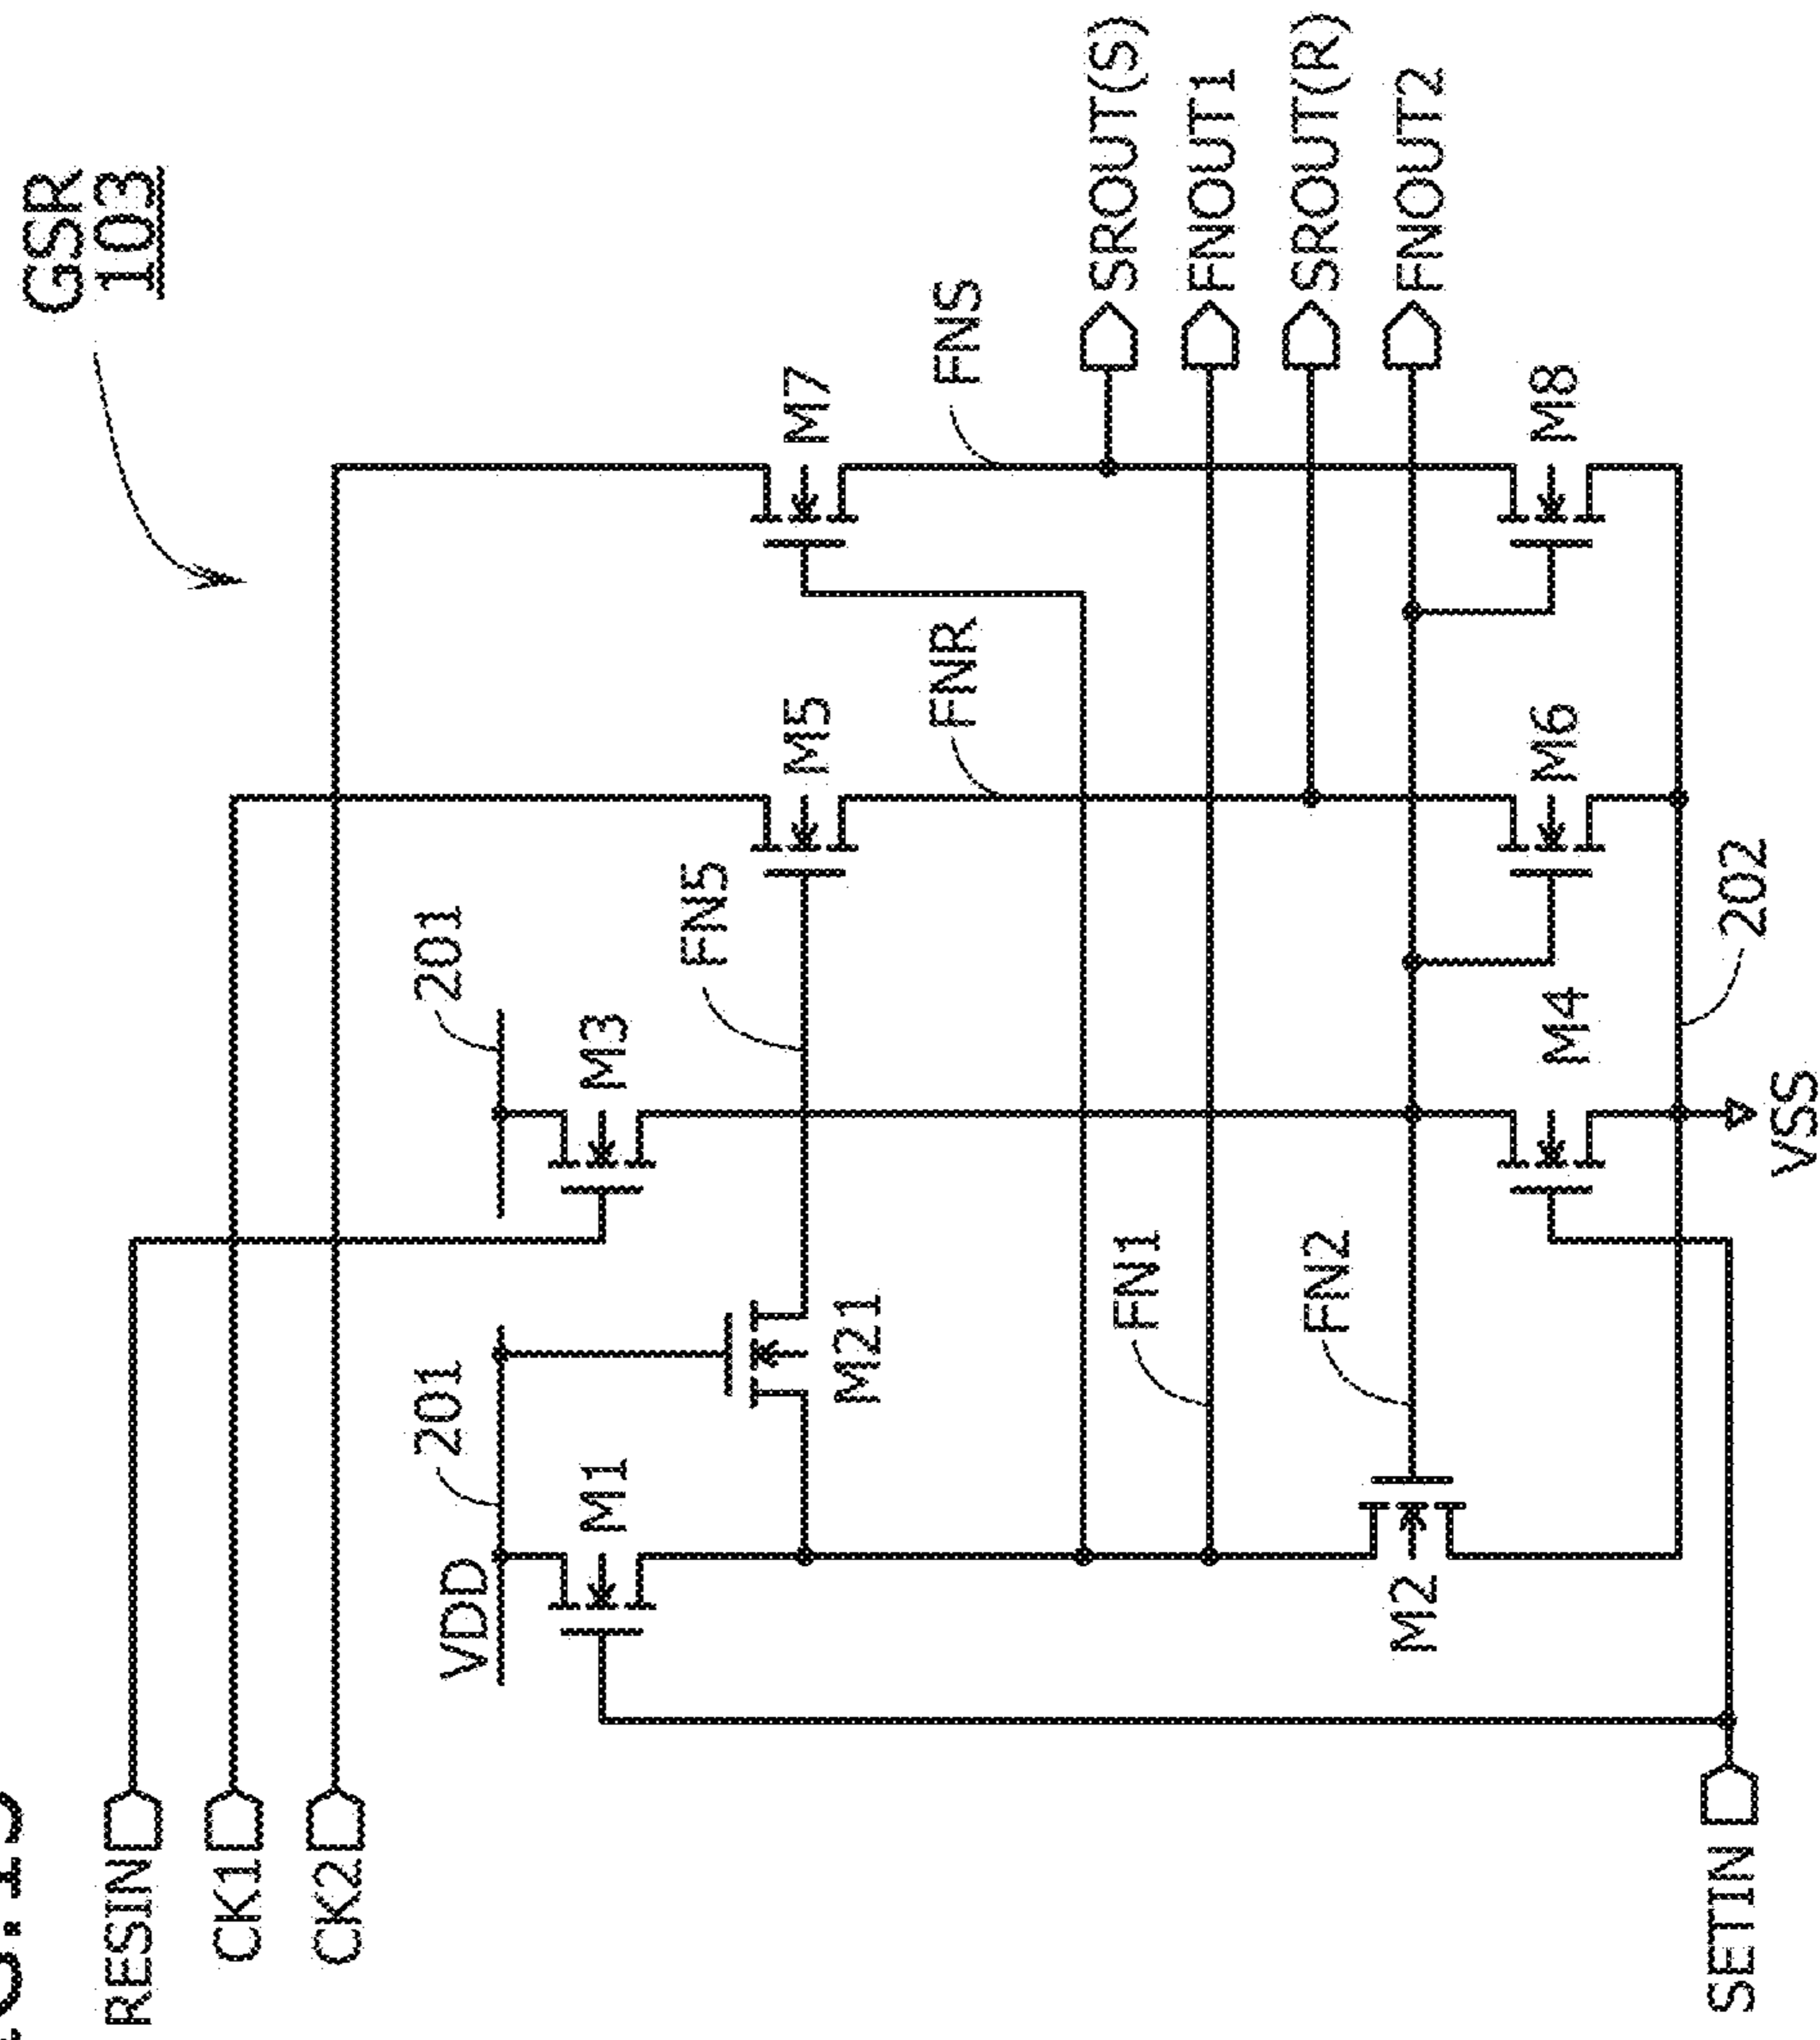 GSR
103
RESIN
CK1
CK2
VDD
201
201
M1
M3
M21
FN5
M5
M7
FNR
FNS
SROUT(S)
FN1
FNOUT1
SROUT(R)
FN2
FNOUT2
M2
M4
M6
M8
202
SETIN
VSS